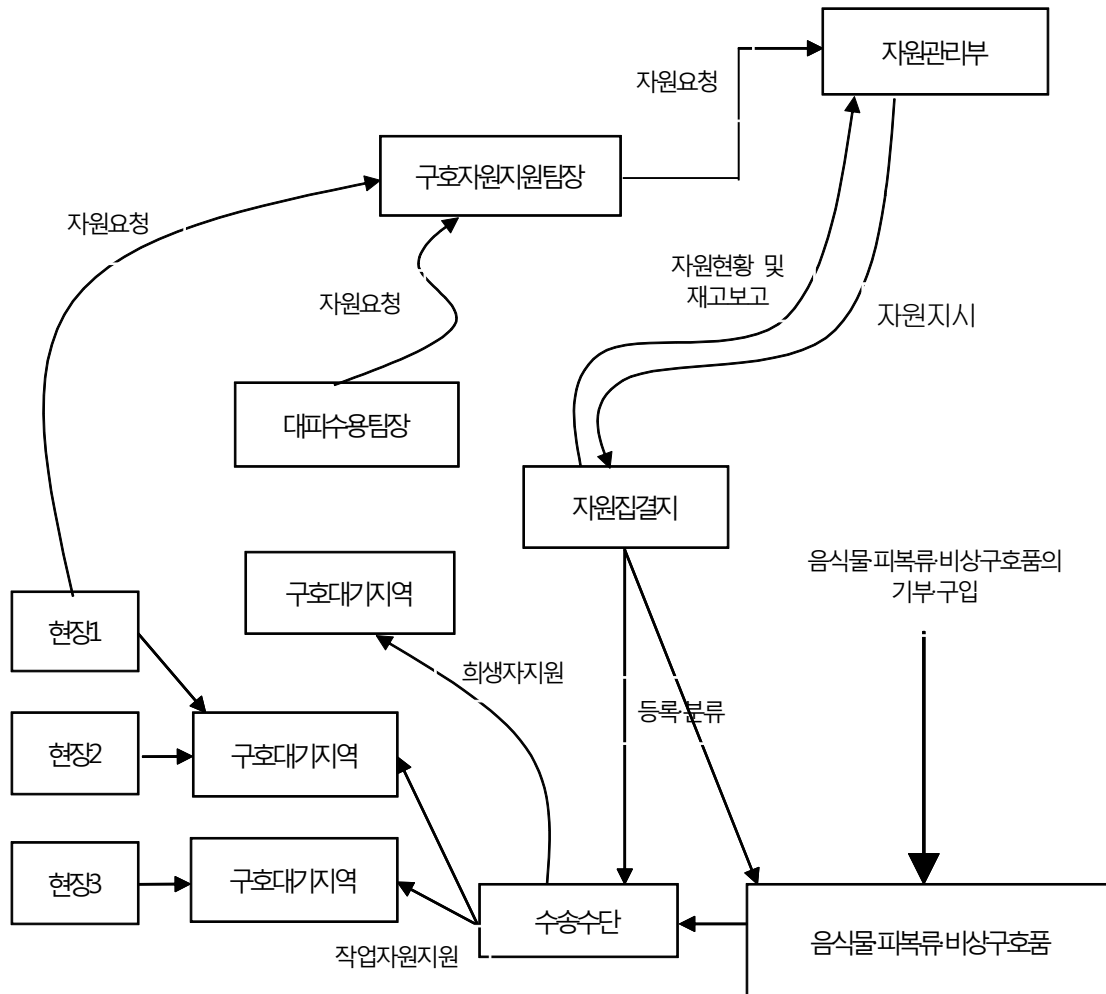 자원관리부
자원요청
구호자원지원팀장
자원요청
자원현황 및
재고보고
자원요청
자원지시
대피수용팀장
자원집결지
음식물·피복류·비상구호품의
기부·구입
구호대기지역
현장1
희생자지원
등록·분류
현장2
구호대기지역
현장3
구호대기지역
수송수단
음식물·피복류·비상구호품
작업자원지원